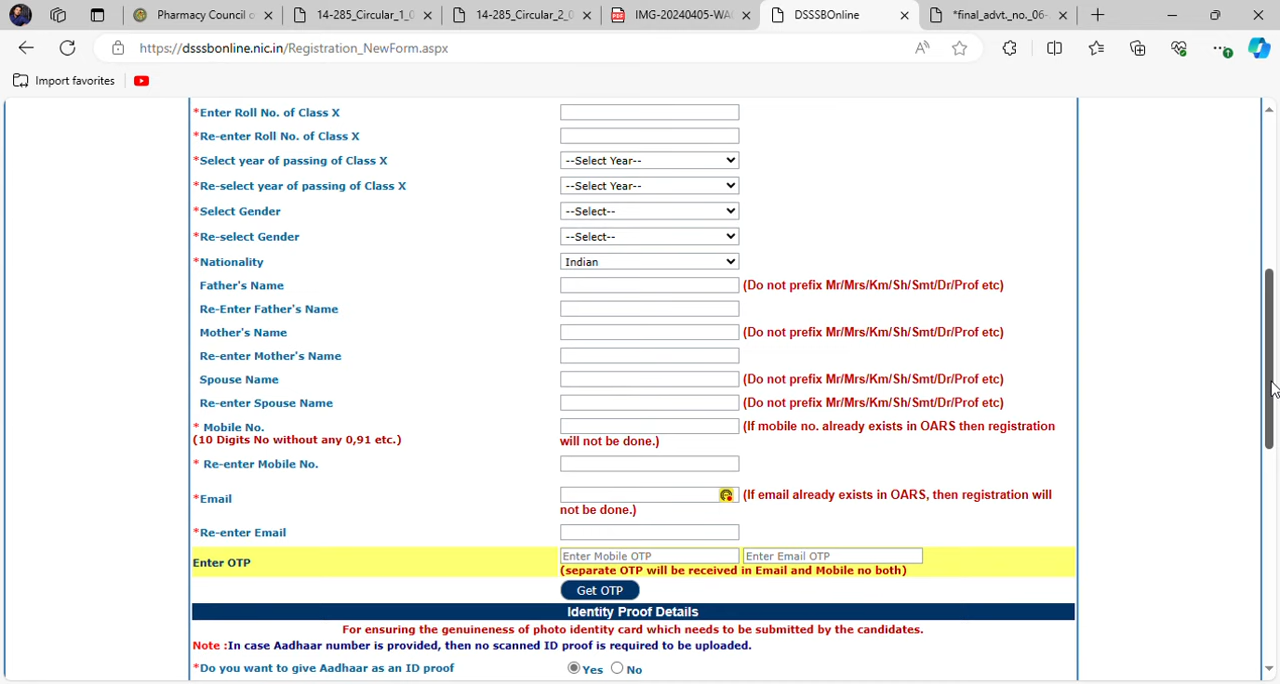 Pharmacy Council o
14-285_Circular_1_0
14-285_Circular_2_0
IMG-20240405-WA
DSSSBOnline
*final_advt._no._06-
https://dsssbonline.nic.in/Registration_NewForm.aspx
Import favorites
*Enter Roll No. of Class X
*Re-enter Roll No. of Class X
*Select year of passing of Class X --Select Year--
*Re-select year of passing of Class X --Select Year--
*Select Gender --Select--
*Re-select Gender --Select--
*Nationality Indian
Father's Name (Do not prefix Mr/Mrs/Km/Sh/Smt/Dr/Prof etc)
Re-Enter Father's Name
Mother's Name (Do not prefix Mr/Mrs/Km/Sh/Smt/Dr/Prof etc)
Re-enter Mother's Name
Spouse Name (Do not prefix Mr/Mrs/Km/Sh/Smt/Dr/Prof etc)
Re-enter Spouse Name (Do not prefix Mr/Mrs/Km/Sh/Smt/Dr/Prof etc)
* Mobile No. (If mobile no. already exists in OARS then registration
(10 Digits No without any 0,91 etc.) will not be done.)
* Re-enter Mobile No.
*Email (If email already exists in OARS, then registration will
not be done.)
*Re-enter Email
Enter OTP Enter Mobile OTP Enter Email OTP
(separate OTP will be received in Email and Mobile no both)
Get OTP
Identity Proof Details
For ensuring the genuineness of photo identity card which needs to be submitted by the candidates.
Note :In case Aadhaar number is provided, then no scanned ID proof is required to be uploaded.
*Do you want to give Aadhaar as an ID proof Yes No